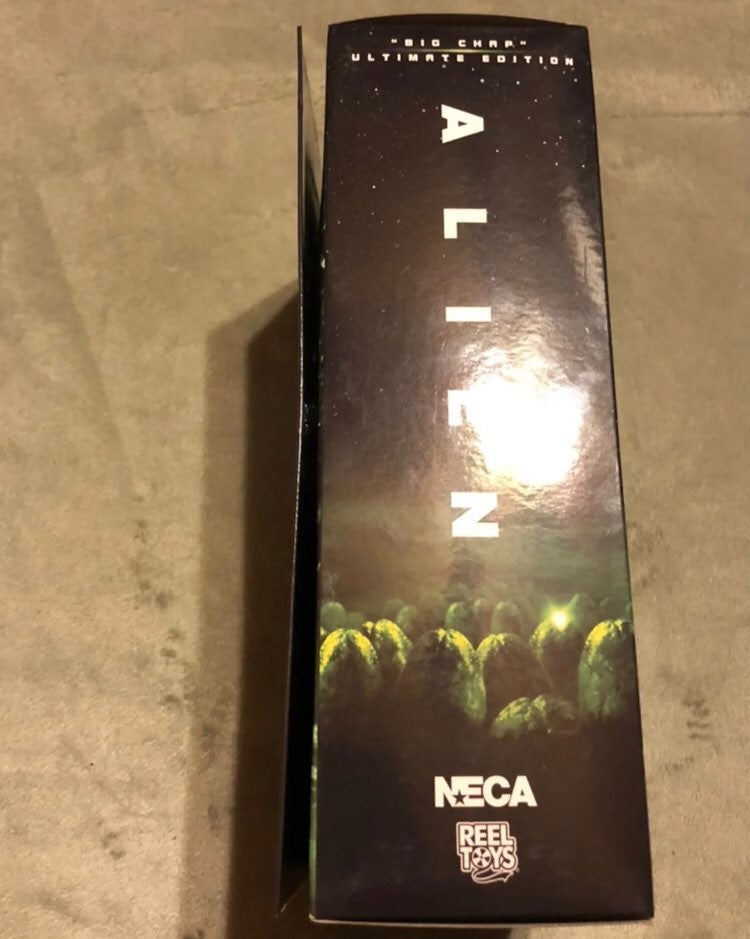 "BIG CHAP"
ULTIMATE EDITION
ALIEN
NECA
REEL
TOYS